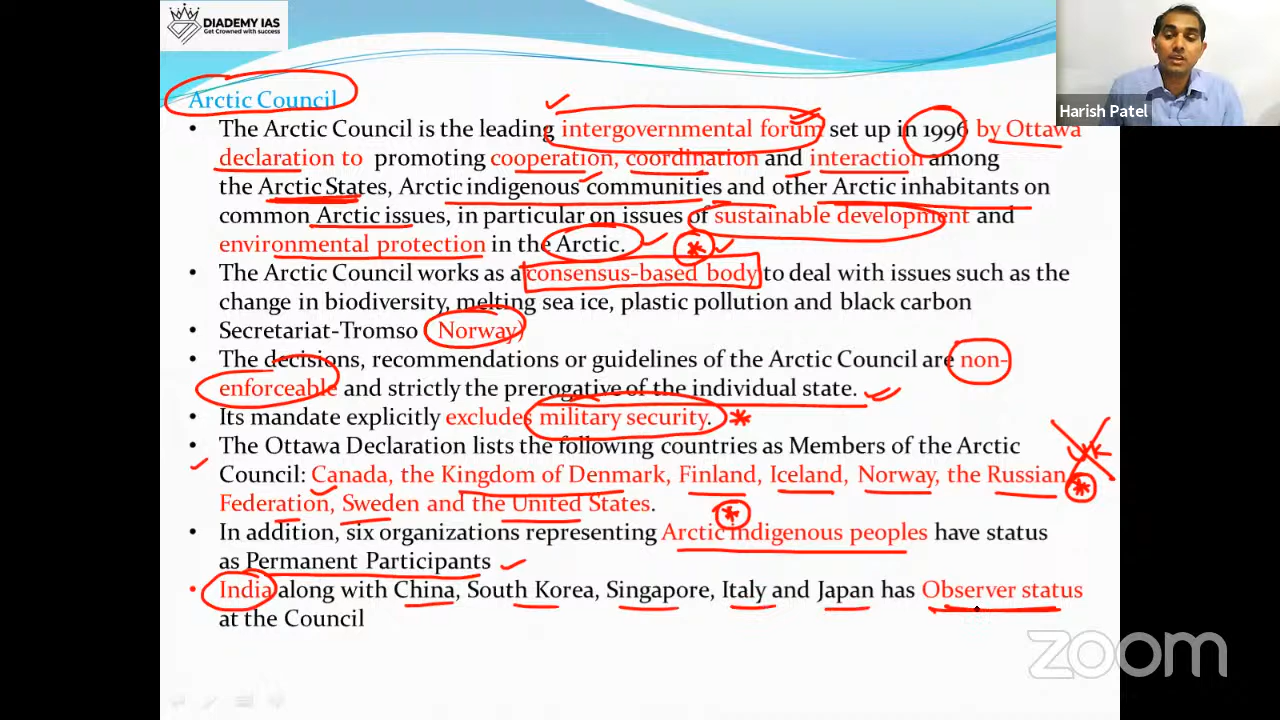 DIADEMY IAS
Get Crowned with success
Harish Patel
Arctic Council
• The Arctic Council is the leading intergovernmental forum set up in 1996 by Ottawa
declaration to promoting cooperation, coordination and interaction among
the Arctic States, Arctic indigenous communities and other Arctic inhabitants on
common Arctic issues, in particular on issues of sustainable development and
environmental protection in the Arctic.
• The Arctic Council works as a consensus-based body to deal with issues such as the
change in biodiversity, melting sea ice, plastic pollution and black carbon
• Secretariat-Tromso (Norway)
• The decisions, recommendations or guidelines of the Arctic Council are non-
enforceable and strictly the prerogative of the individual state.
• Its mandate explicitly excludes military security.
• The Ottawa Declaration lists the following countries as Members of the Arctic
Council: Canada, the Kingdom of Denmark, Finland, Iceland, Norway, the Russian
Federation, Sweden and the United States.
• In addition, six organizations representing Arctic indigenous peoples have status
as Permanent Participants
• India along with China, South Korea, Singapore, Italy and Japan has Observer status
at the Council
zoom